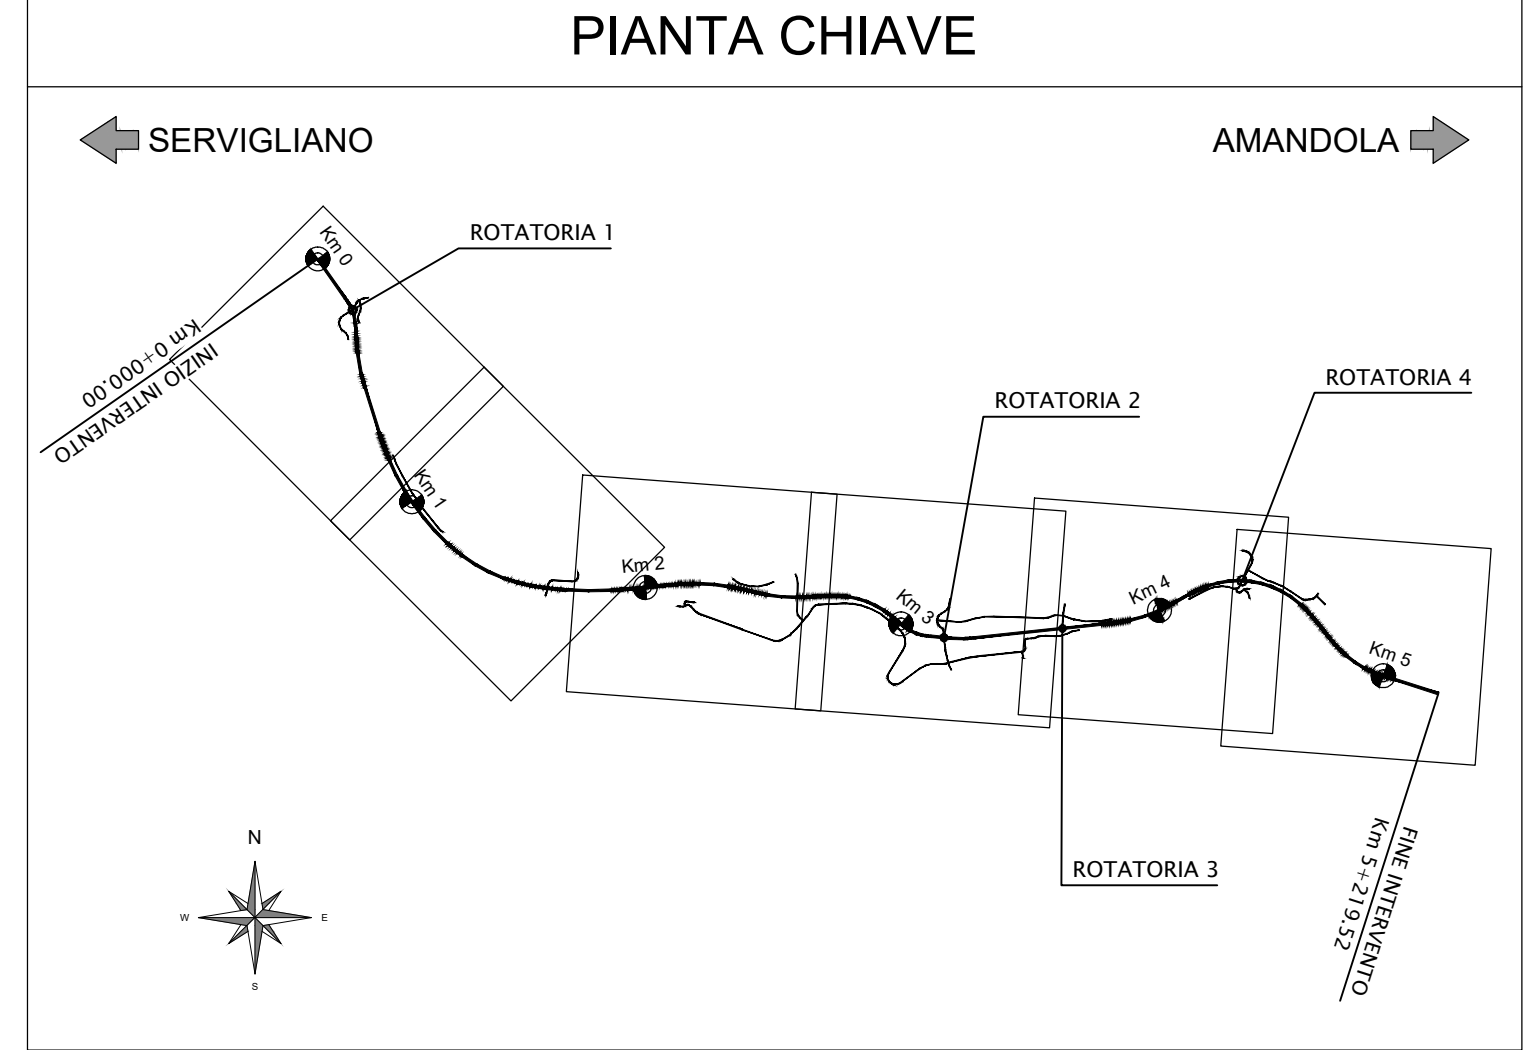 PIANTA CHIAVE
SERVIGLIANO
AMANDOLA
Km 0
ROTATORIA 1
Km 0+000.00
INIZIO INTERVENTO
ROTATORIA 4
ROTATORIA 2
Km 1
Km 2
Km 3
Km 4
Km 5
ROTATORIA 3
FINE INTERVENTO
Km 5+219.52
N
W
E
S